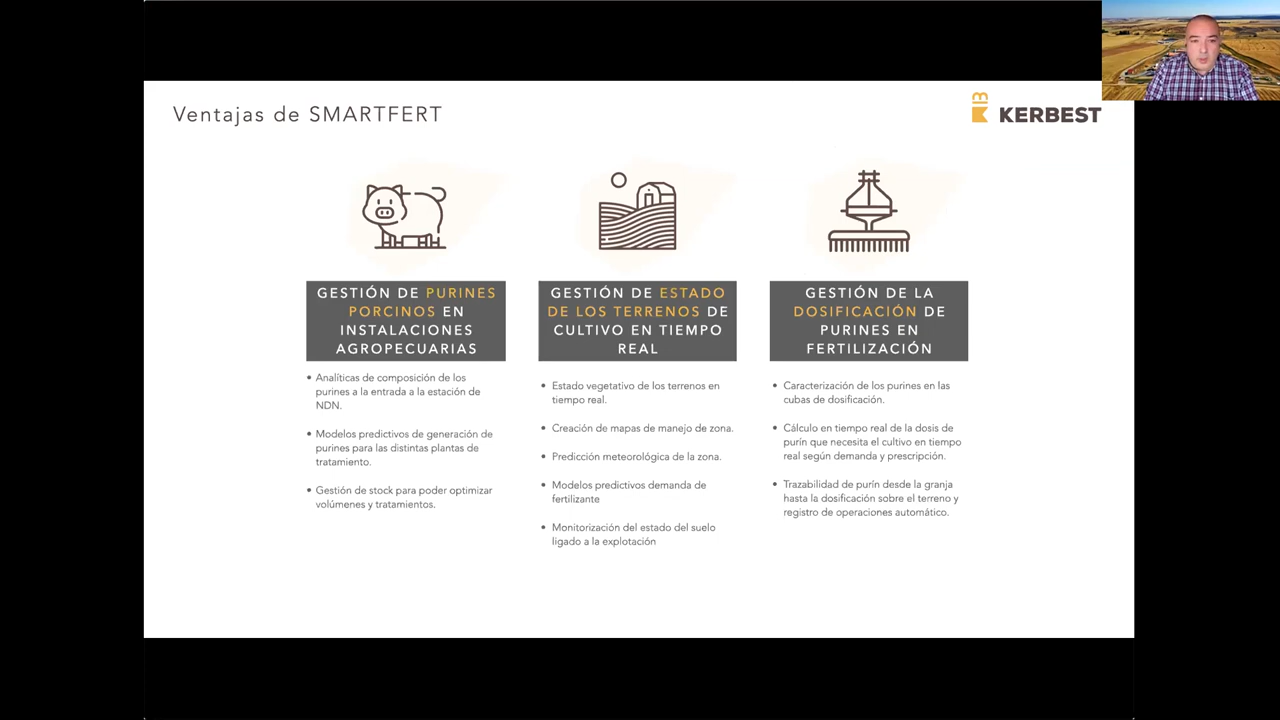 Ventajas de SMARTFERT
KERBEST
GESTIÓN DE PURINES
PORCINOS EN
INSTALACIONES
AGROPECUARIAS
• Analíticas de composición de los
purines a la entrada a la estación de
NDN.
• Modelos predictivos de generación de
purines para las distintas plantas de
tratamiento.
• Gestión de stock para poder optimizar
volúmenes y tratamientos.
GESTIÓN DE ESTADO
DE LOS TERRENOS DE
CULTIVO EN TIEMPO
REAL
• Estado vegetativo de los terrenos en
tiempo real.
• Creación de mapas de manejo de zona.
• Predicción meteorológica de la zona.
• Modelos predictivos demanda de
fertilizante
• Monitorización del estado del suelo
ligado a la explotación
GESTIÓN DE LA
DOSIFICACIÓN DE
PURINES EN
FERTILIZACIÓN
• Caracterización de los purines en las
cubas de dosificación.
• Cálculo en tiempo real de la dosis de
purín que necesita el cultivo en tiempo
real según demanda y prescripción.
• Trazabilidad de purín desde la granja
hasta la dosificación sobre el terreno y
registro de operaciones automático.